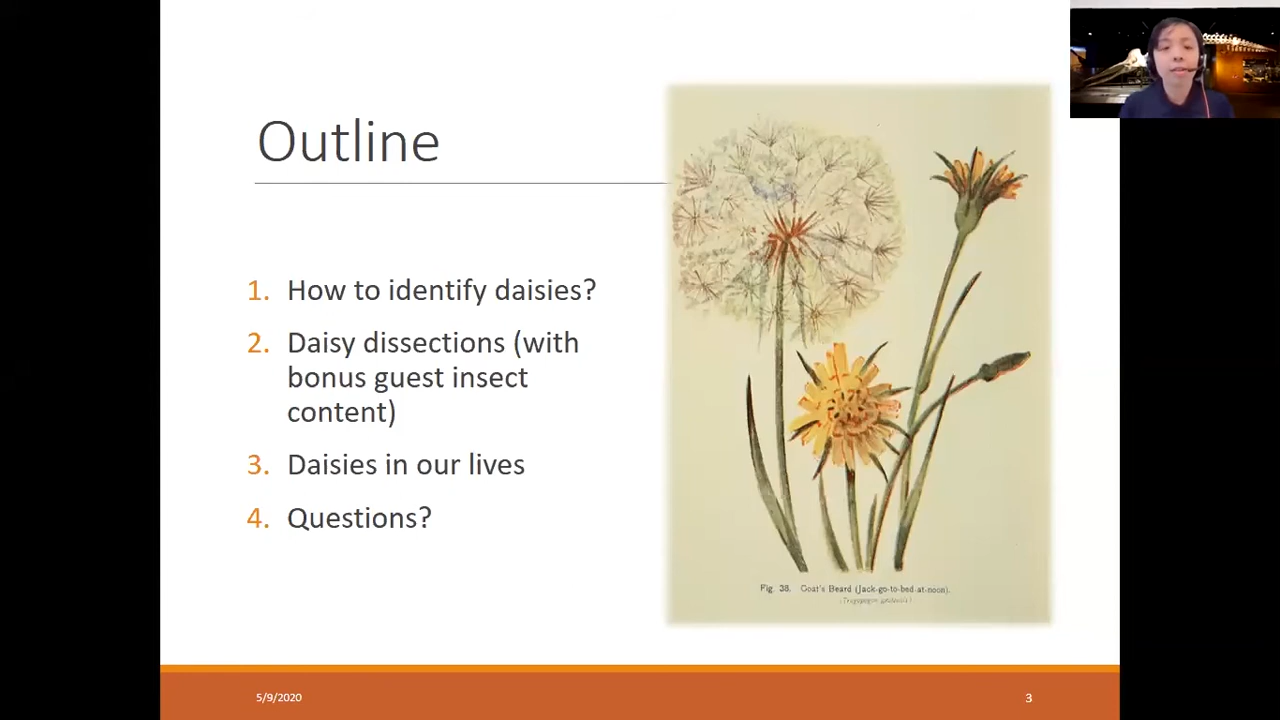 Outline
1. How to identify daisies?
2. Daisy dissections (with
bonus guest insect
content)
3. Daisies in our lives
4. Questions?
Fig. 38. Goat's Beard (Jack-go-to-bed-at-noon).
5/9/2020
3